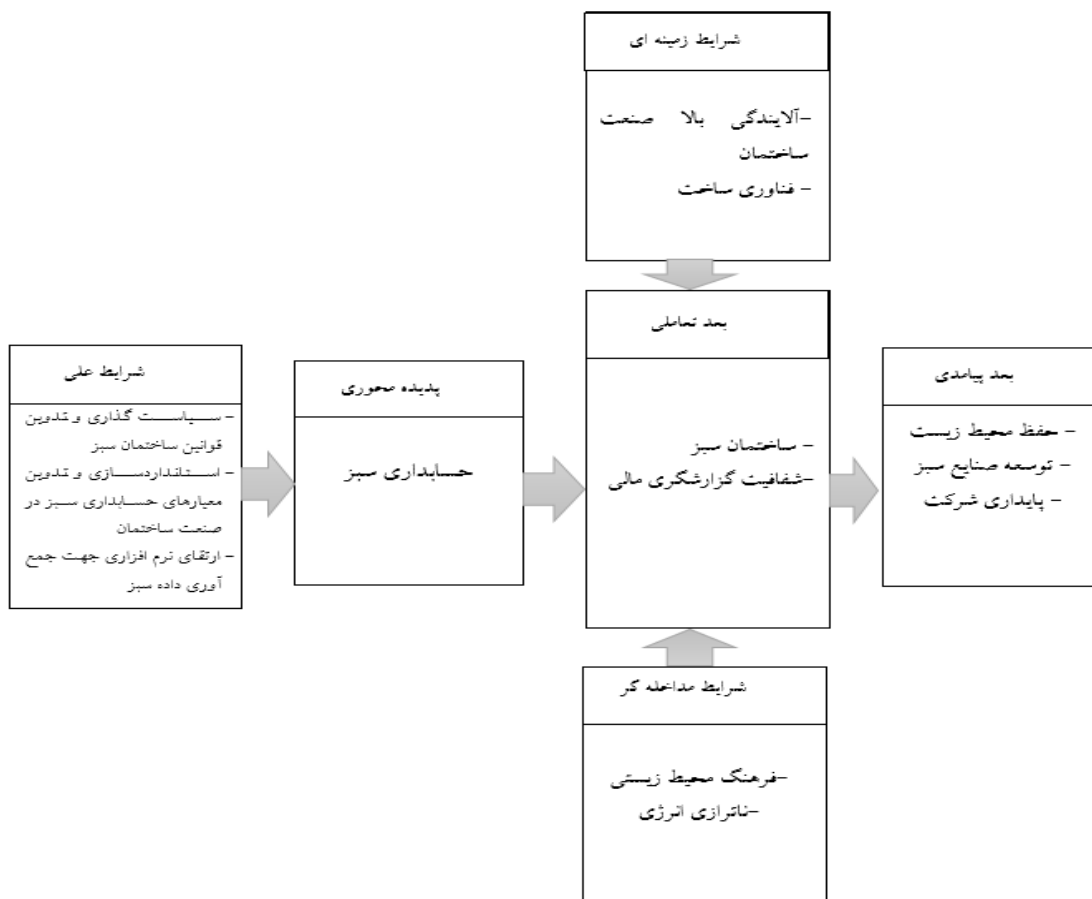 شرایط زمینه ای
-آلایندگی بالا صنعت
ساختمان
- فناوری ساخت
بعد تعاملی
- ساختمان سبز
-شفافیت گزارشگری مالی
شرایط علی
- سیاست گذاری و تدوین
قوانین ساختمان سبز
- استانداردسازی و تدوین
معیارهای حسابداری سبز در
صنعت ساختمان
- ارتقای نرم افزاری جهت جمع
آوری داده سبز
پدیده محوری
حسابداری سبز
بعد پیامدی
- حفظ محیط زیست
- توسعه صنایع سبز
- پایداری شرکت
شرایط مداخله گر
-فرهنگ محیط زیستی
-ناترازی انرژی